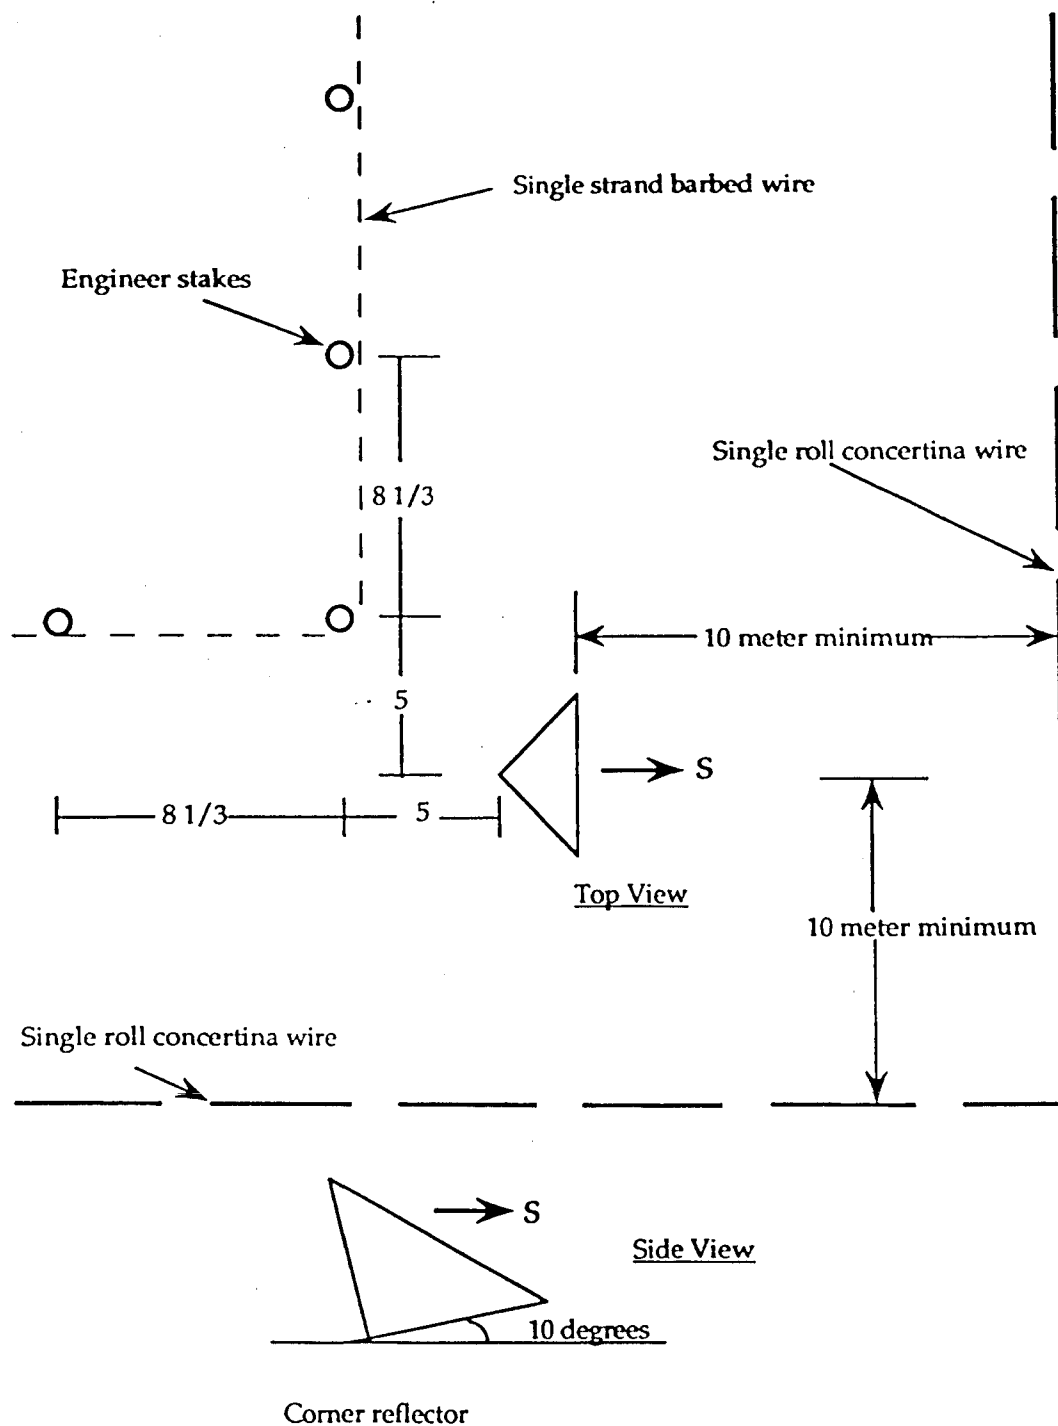 Single strand barbed wire
Engineer stakes
Single roll concertina wire
8 1/3
10 meter minimum
5
S
8 1/3
5
Top View
10 meter minimum
Single roll concertina wire
S
Side View
10 degrees
Corner reflector